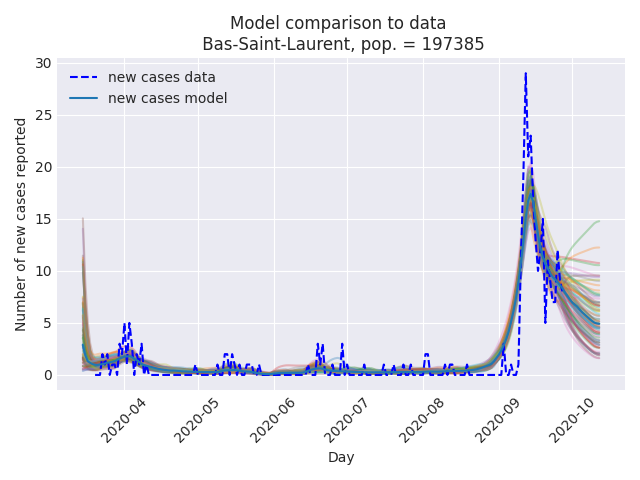 Model comparison to data
Bas-Saint-Laurent, pop. = 197385
new cases data
new cases model
Number of new cases reported
30
25
20
15
10
5
0
2020-04
2020-05
2020-06
2020-07
2020-08
2020-09
2020-10
Day